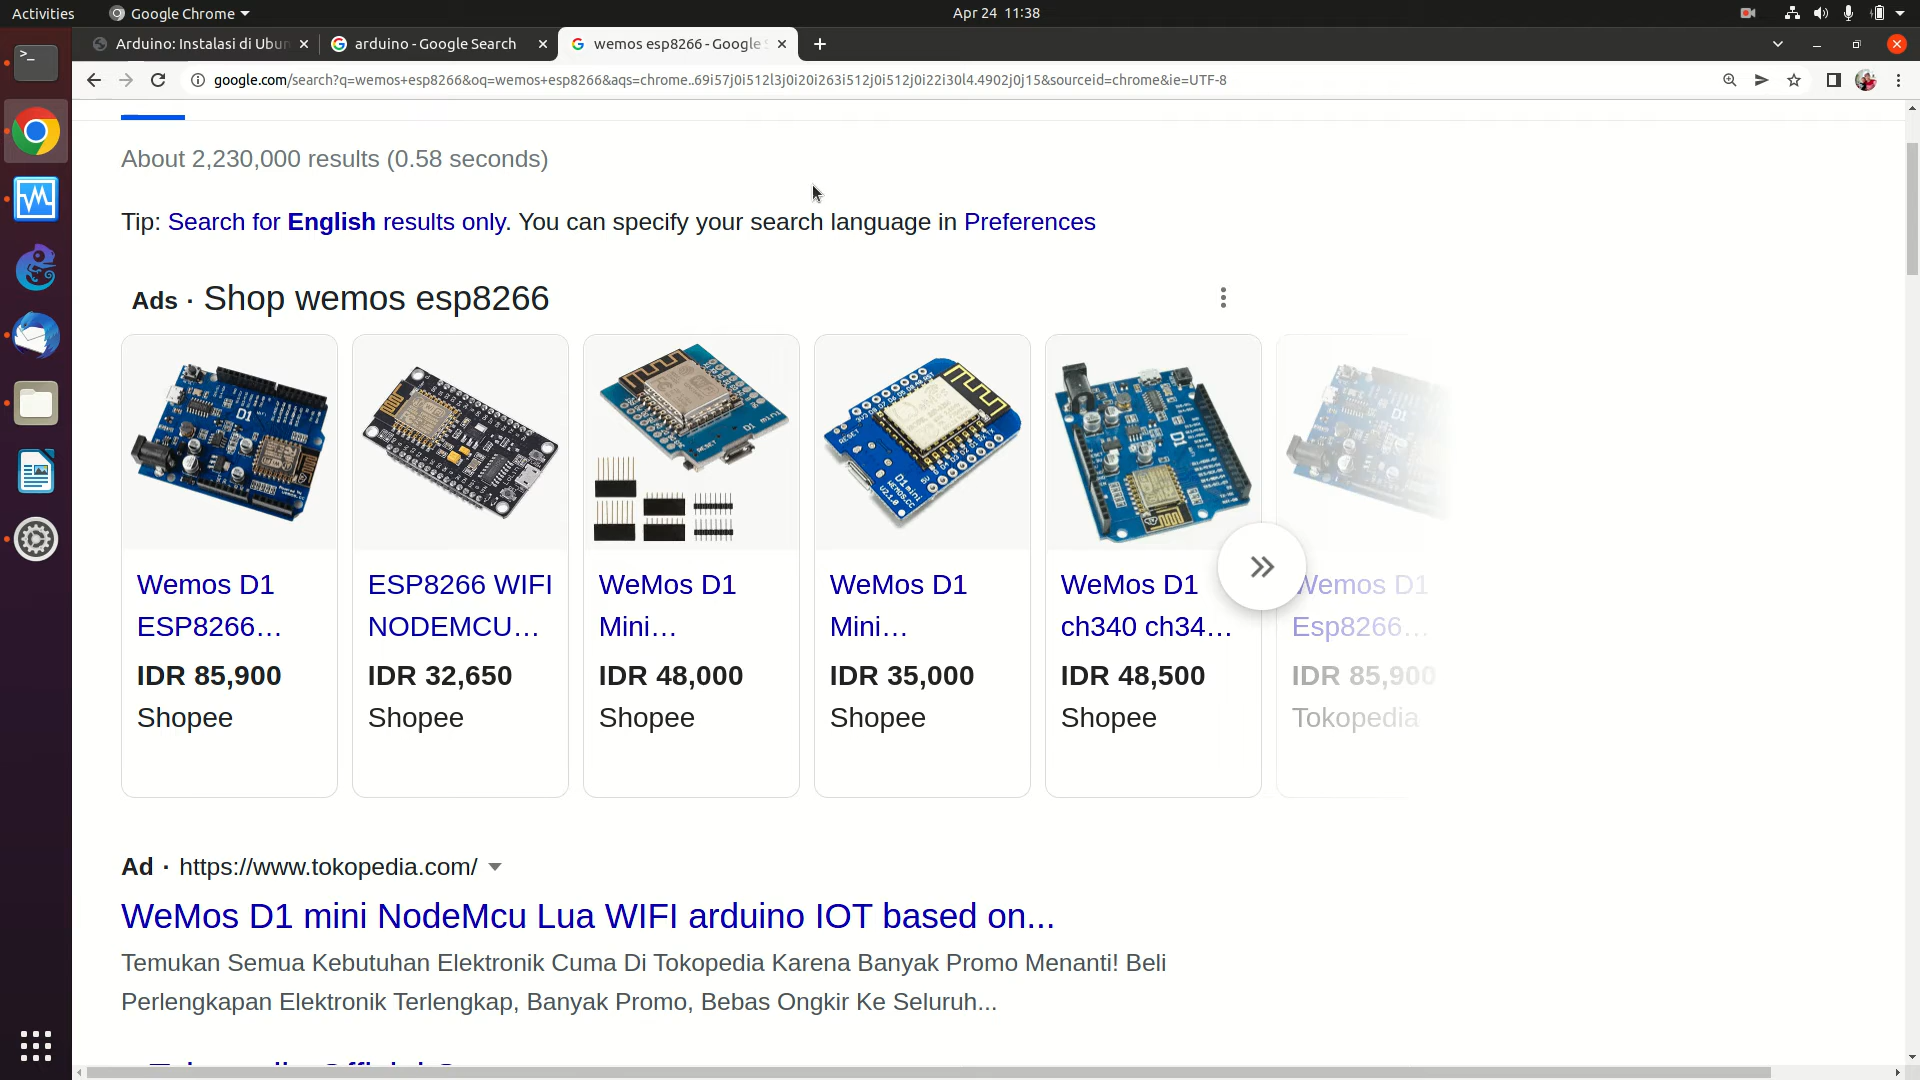 Activities
Google Chrome
Apr 24 11:38
Arduino: Instalasi di Ubun
arduino - Google Search
wemos esp8266 - Google S
google.com/search?q=wemos+esp8266&oq=wemos+esp8266&aqs=chrome..69i57j0i512l3j0i20i263i512j0i512j0i22i30l4.4902j0j15&sourceid=chrome&ie=UTF-8
About 2,230,000 results (0.58 seconds)
Tip: Search for English results only. You can specify your search language in Preferences
Ads · Shop wemos esp8266
Wemos D1
ESP8266...
IDR 85,900
Shopee
ESP8266 WIFI
NODEMCU...
IDR 32,650
Shopee
WeMos D1
Mini...
IDR 48,000
Shopee
WeMos D1
Mini...
IDR 35,000
Shopee
WeMos D1
ch340 ch34...
IDR 48,500
Shopee
Wemos D1
Esp8266...
IDR 85,900
Tokopedia
Ad · https://www.tokopedia.com/
WeMos D1 mini NodeMcu Lua WIFI arduino IOT based on...
Temukan Semua Kebutuhan Elektronik Cuma Di Tokopedia Karena Banyak Promo Menanti! Beli
Perlengkapan Elektronik Terlengkap, Banyak Promo, Bebas Ongkir Ke Seluruh...